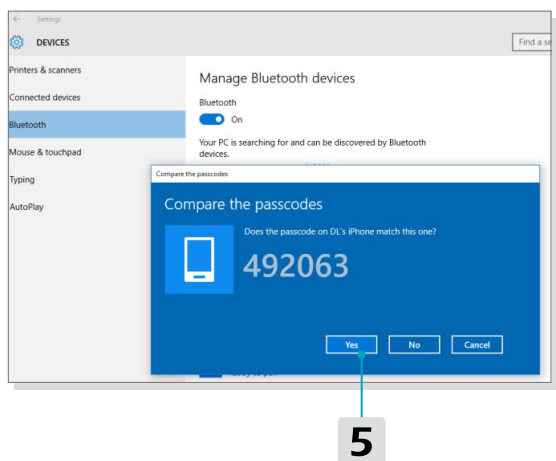 ← Settings
DEVICES
Find a se
Printers & scanners
Connected devices
Bluetooth
Mouse & touchpad
Typing
AutoPlay
Manage Bluetooth devices
Bluetooth
On
Your PC is searching for and can be discovered by Bluetooth
devices.
Compare the passcodes
Compare the passcodes
Does the passcode on DL's iPhone match this one?
492063
Yes No Cancel
5